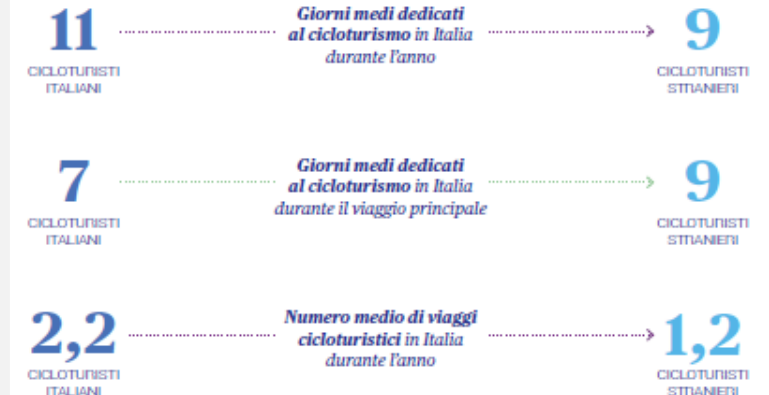 11
Giorni medi dedicati
al cicloturismo in Italia
durante l'anno
9
CICLOTURISTI
ITALIANI
CICLOTURISTI
STRANIERI
7
Giorni medi dedicati
al cicloturismo in Italia
durante il viaggio principale
9
CICLOTURISTI
ITALIANI
CICLOTURISTI
STRANIERI
2,2
Numero medio di viaggi
cicloturistici in Italia
durante l'anno
1,2
CICLOTURISTI
ITALIANI
CICLOTURISTI
STRANIERI